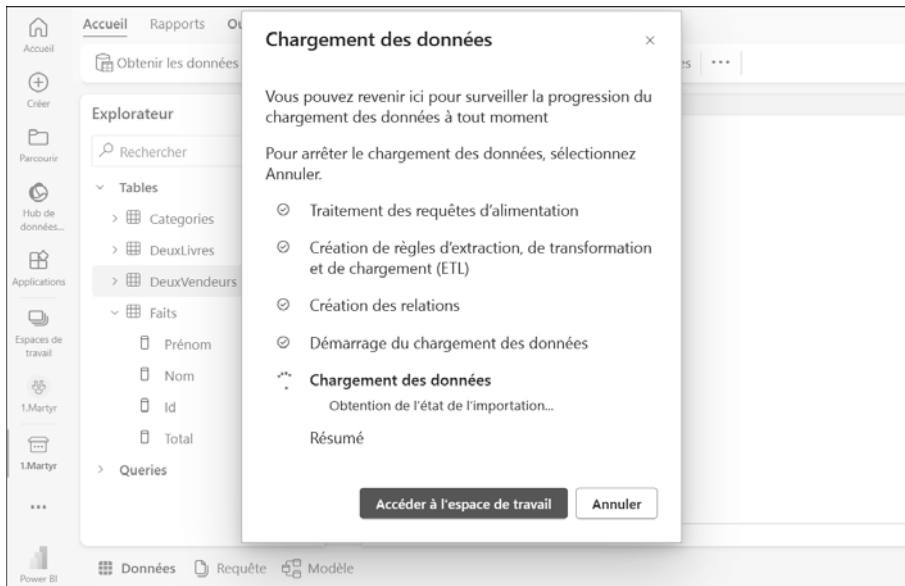 Accueil
Créer
Parcourir
Hub de
données...
Applications
Espaces de
travail
1.Martyr
1.Martyr
Power BI
Accueil Rapports
Obtenir les données
Explorateur
Rechercher
Tables
Categories
DeuxLivres
DeuxVendeurs
Faits
Prénom
Nom
Id
Total
Queries
Données Requête Modèle
Chargement des données
Vous pouvez revenir ici pour surveiller la progression du
chargement des données à tout moment
Pour arrêter le chargement des données, sélectionnez
Annuler.
Traitement des requêtes d'alimentation
Création de règles d'extraction, de transformation
et de chargement (ETL)
Création des relations
Démarrage du chargement des données
Chargement des données
Obtention de l'état de l'importation...
Résumé
Accéder à l'espace de travail Annuler